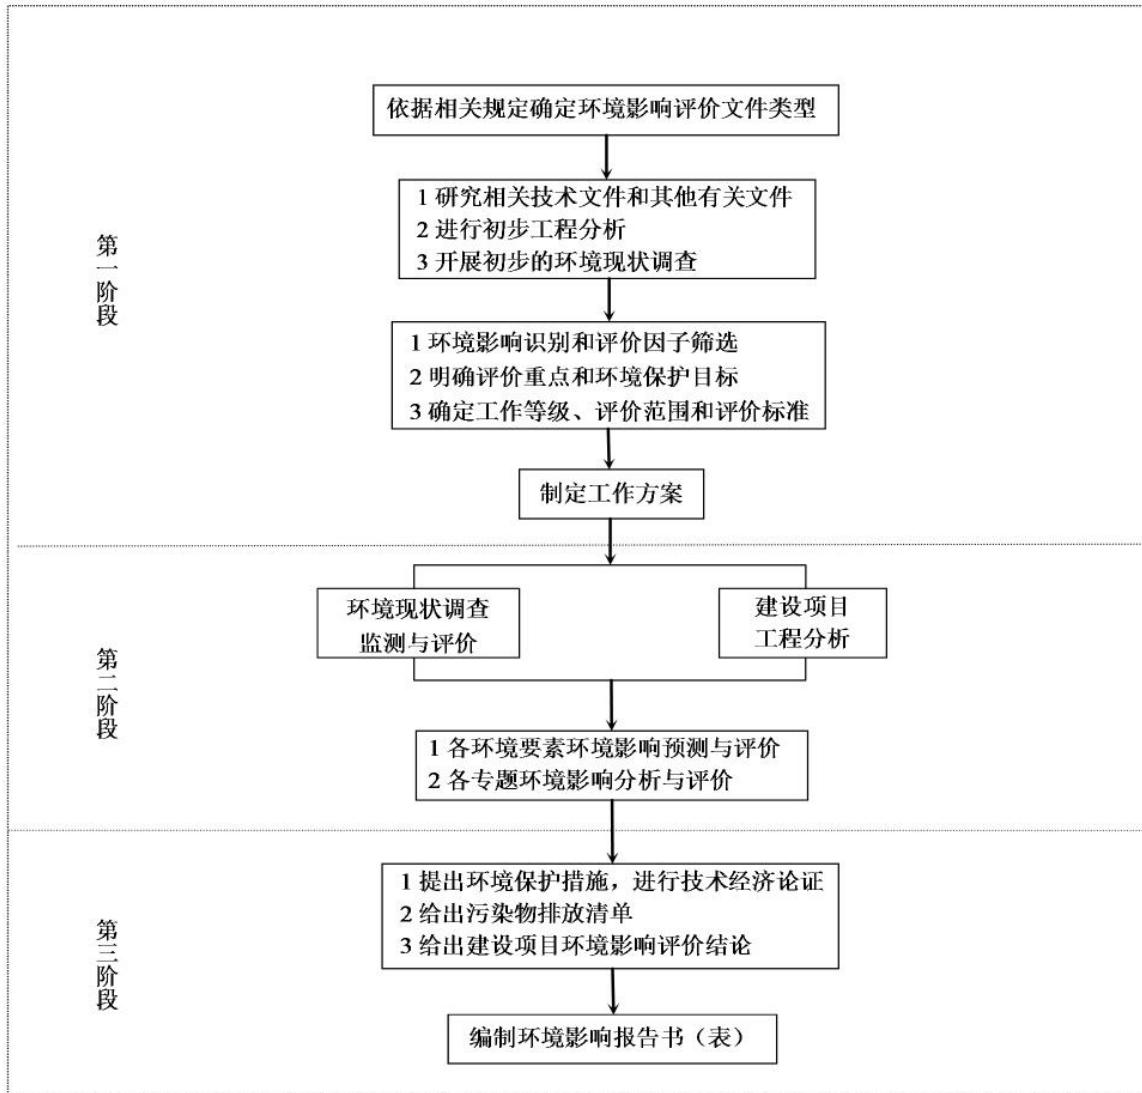 依据相关规定确定环境影响评价文件类型
1 研究相关技术文件和其他有关文件
2 进行初步工程分析
3 开展初步的环境现状调查
第一阶段
1 环境影响识别和评价因子筛选
2 明确评价重点和环境保护目标
3 确定工作等级、评价范围和评价标准
制定工作方案
环境现状调查
监测与评价
建设项目
工程分析
第二阶段
1 各环境要素环境影响预测与评价
2 各专题环境影响分析与评价
1 提出环境保护措施，进行技术经济论证
2 给出污染物排放清单
3 给出建设项目环境影响评价结论
第三阶段
编制环境影响报告书（表）